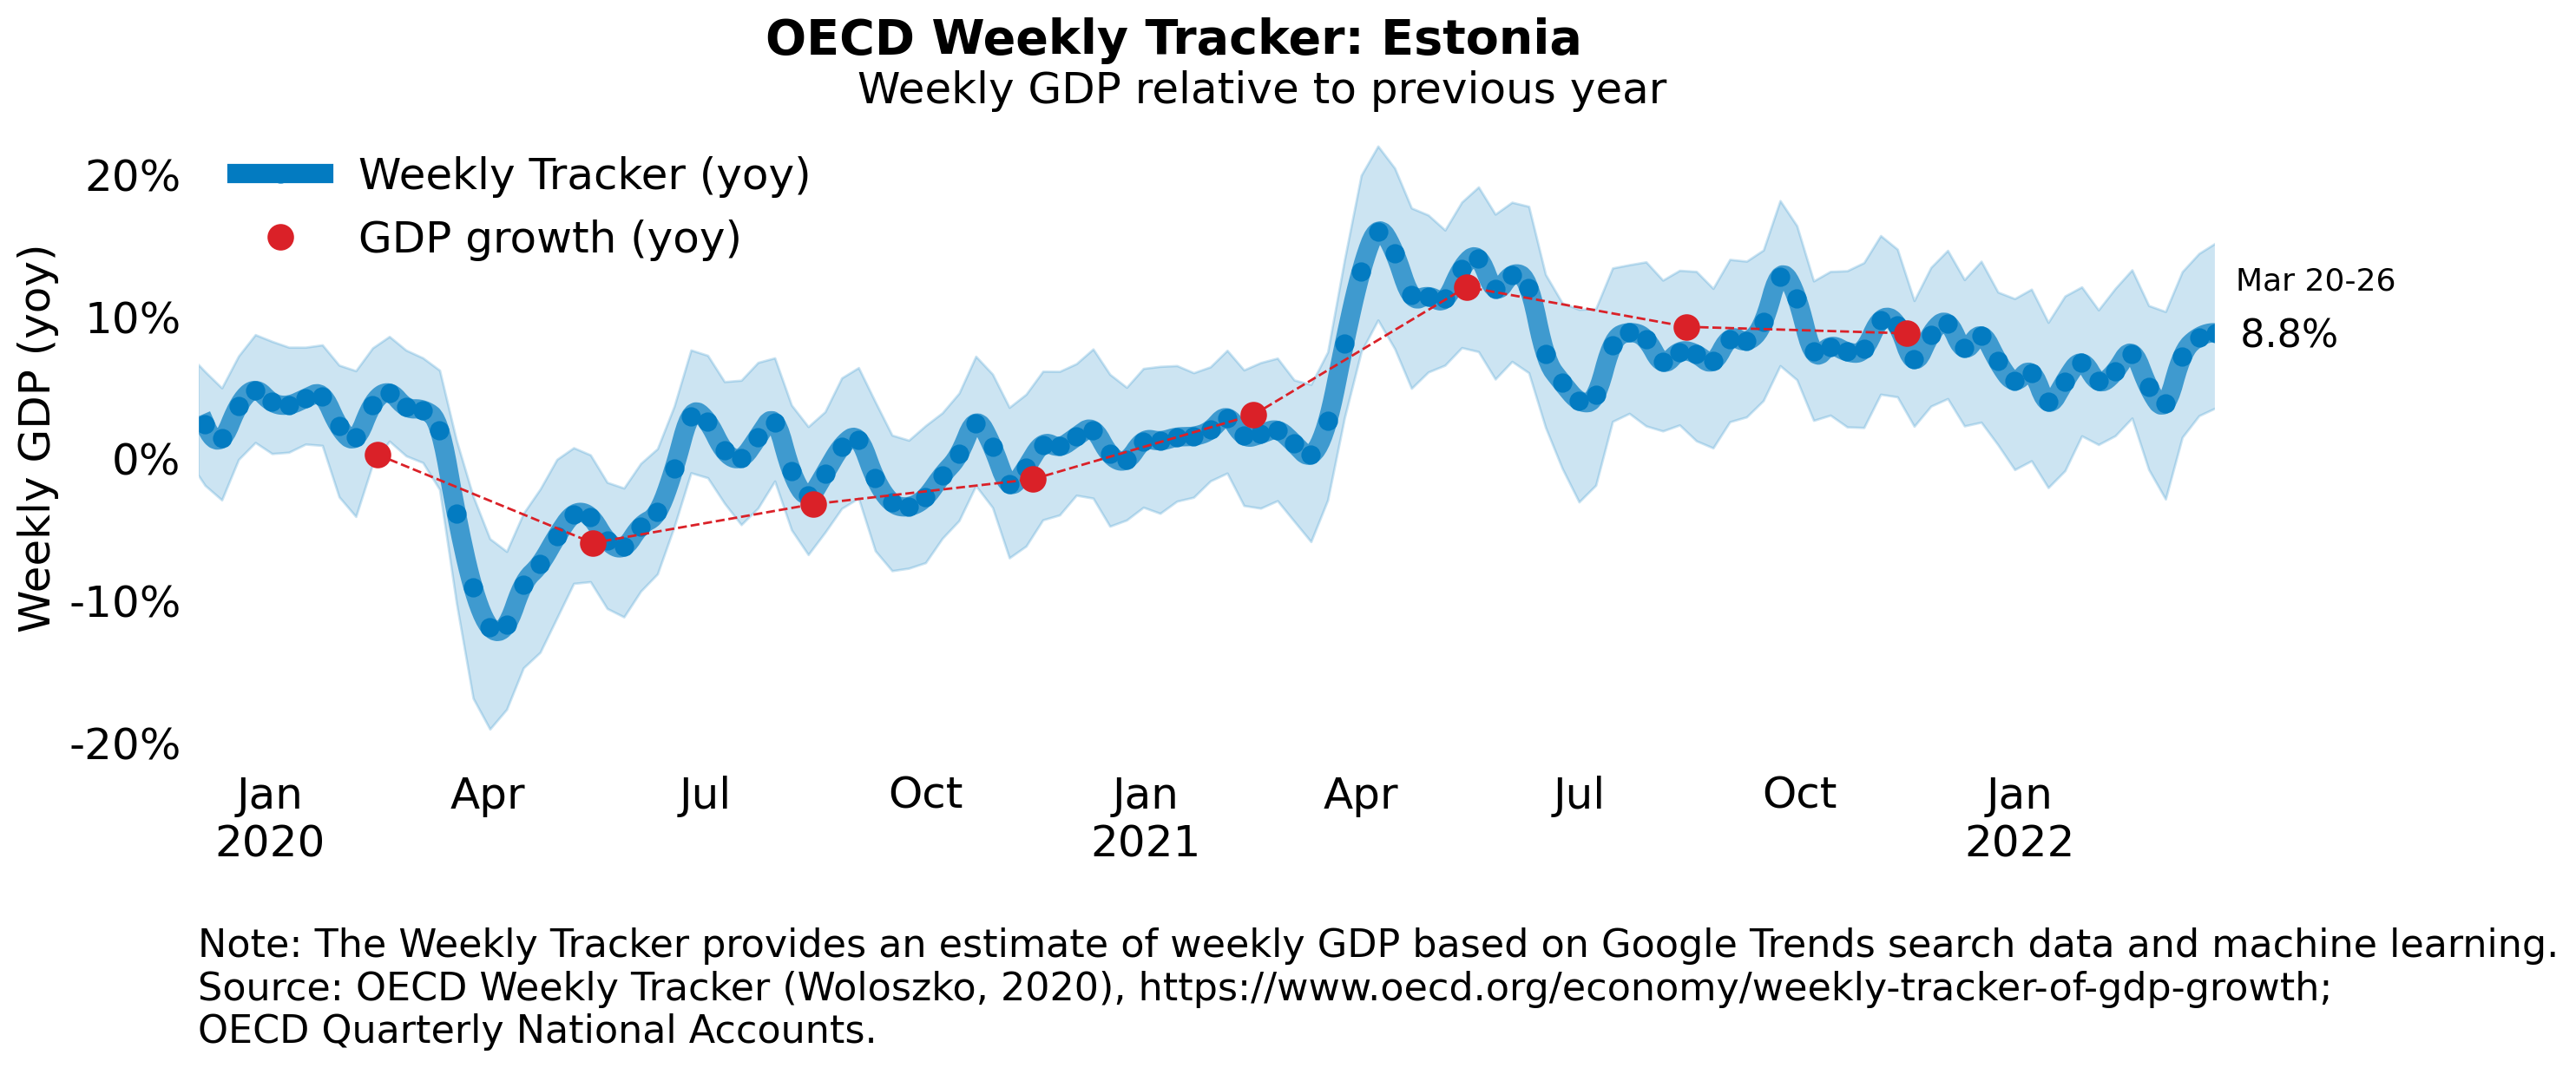 OECD Weekly Tracker: Estonia
Weekly GDP relative to previous year
Weekly GDP (yoy)
20%
10%
0%
-10%
-20%
Weekly Tracker (yoy)
GDP growth (yoy)
Mar 20-26
8.8%
Jan Apr Jul Oct Jan Apr Jul Oct Jan
2020 2021 2022
Note: The Weekly Tracker provides an estimate of weekly GDP based on Google Trends search data and machine learning.
Source: OECD Weekly Tracker (Woloszko, 2020), https://www.oecd.org/economy/weekly-tracker-of-gdp-growth;
OECD Quarterly National Accounts.